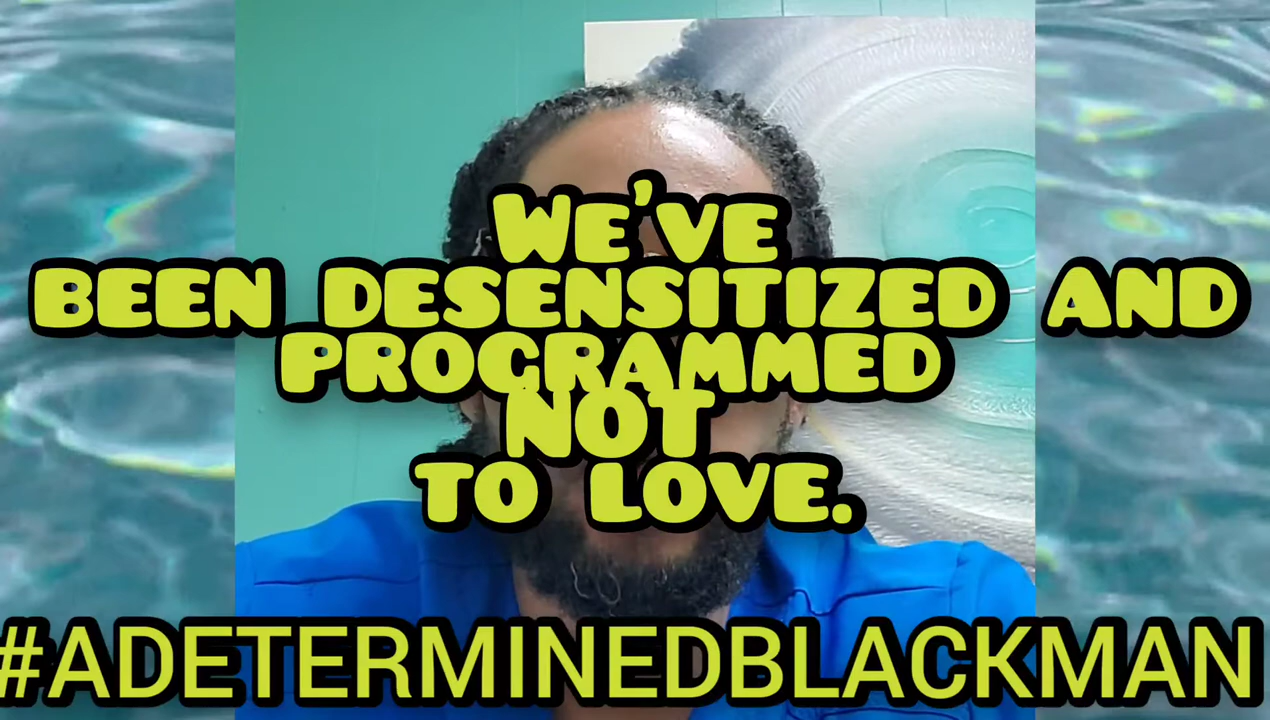 WE'VE
BEEN DESENSITIZED AND
PROGRAMMED
NOT
TO LOVE.
#ADETERMINEDBLACKMAN